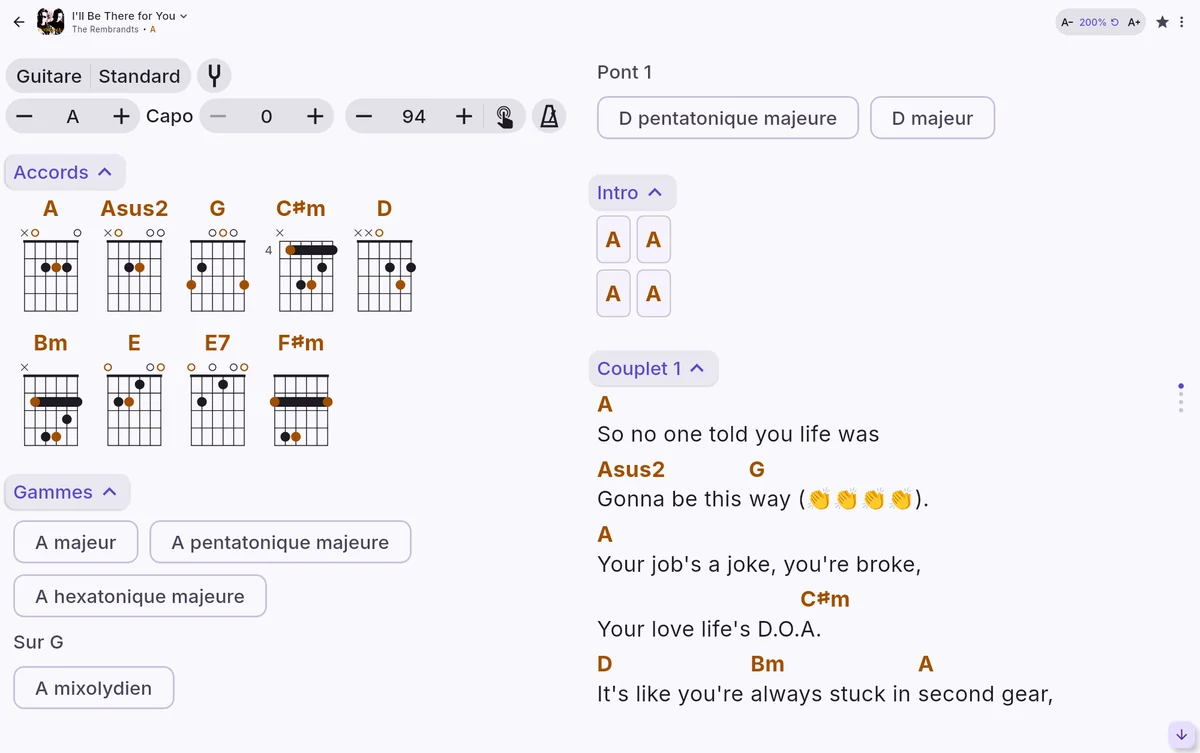 I'll Be There for You
The Rembrandts • A
A- 200% A+
Guitare Standard
A Capo 0 94
Accords
A Asus2 G C♯m D
4
Bm E E7 F♯m
Gammes
A majeur A pentatonique majeure
A hexatonique majeure
Sur G
A mixolydien
Pont 1
D pentatonique majeure D majeur
Intro
A A
A A
Couplet 1
A
So no one told you life was
Asus2 G
Gonna be this way (👏👏👏👏).
A
Your job's a joke, you're broke,
C♯m
Your love life's D.O.A.
D Bm A
It's like you're always stuck in second gear,